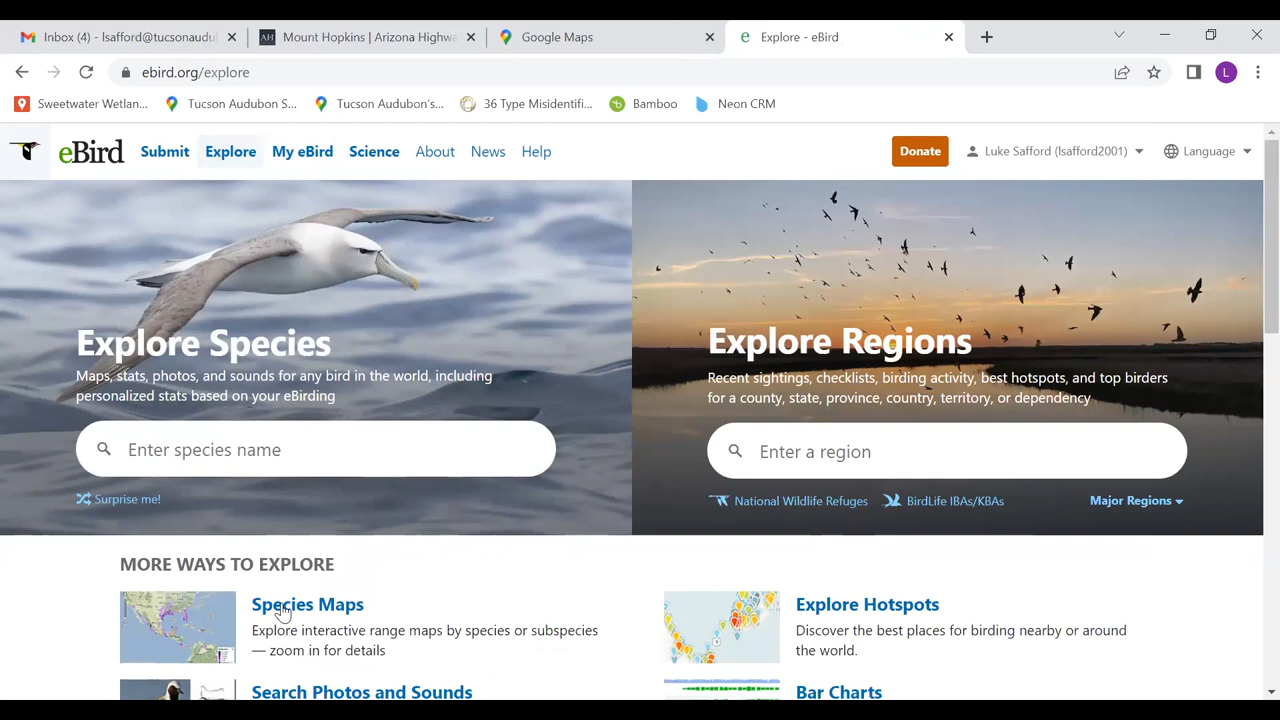 Inbox (4) - lsafford@tucsonaudu
Mount Hopkins | Arizona Highwa
Google Maps
Explore - eBird
ebird.org/explore
L
Sweetwater Wetlan...
Tucson Audubon S...
Tucson Audubon's...
36 Type Misidentifi...
Bamboo
Neon CRM
eBird
Submit
Explore
My eBird
Science
About
News
Help
Donate
Luke Safford (lsafford2001)
Language
Explore Species
Maps, stats, photos, and sounds for any bird in the world, including
personalized stats based on your eBirding
Enter species name
Surprise me!
Explore Regions
Recent sightings, checklists, birding activity, best hotspots, and top birders
for a county, state, province, country, territory, or dependency
Enter a region
National Wildlife Refuges
BirdLife IBAs/KBAs
Major Regions
MORE WAYS TO EXPLORE
Species Maps
Explore interactive range maps by species or subspecies
— zoom in for details
Explore Hotspots
Discover the best places for birding nearby or around
the world.
Search Photos and Sounds
Bar Charts